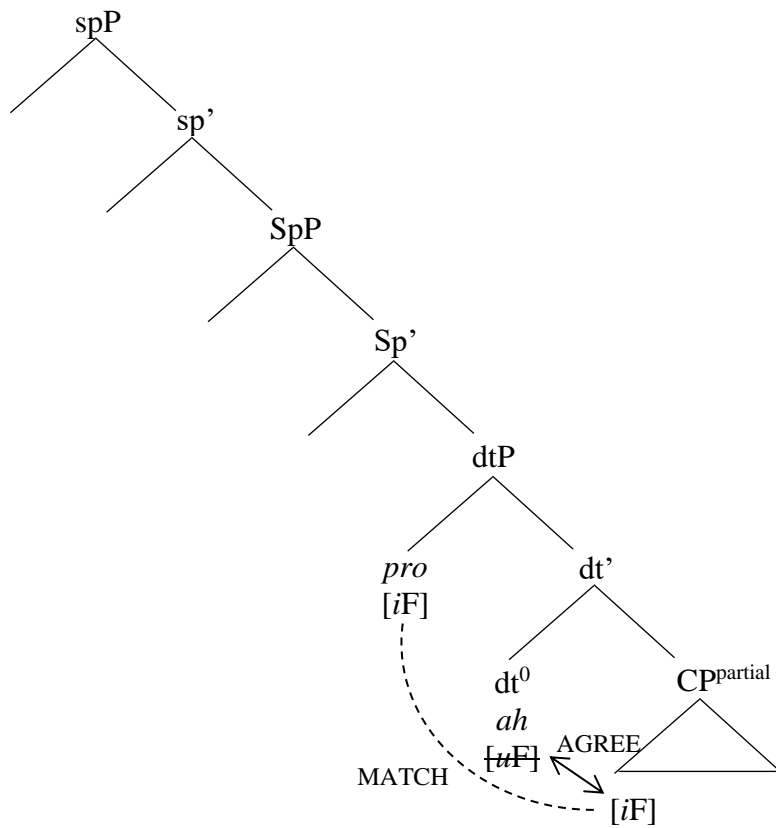 spP
sp’
SpP
Sp’
dtP
pro
[iF]
dt’
dt⁰
ah
[uF]
CPᵖᵃʳᵗⁱᵃˡ
AGREE
MATCH
[iF]